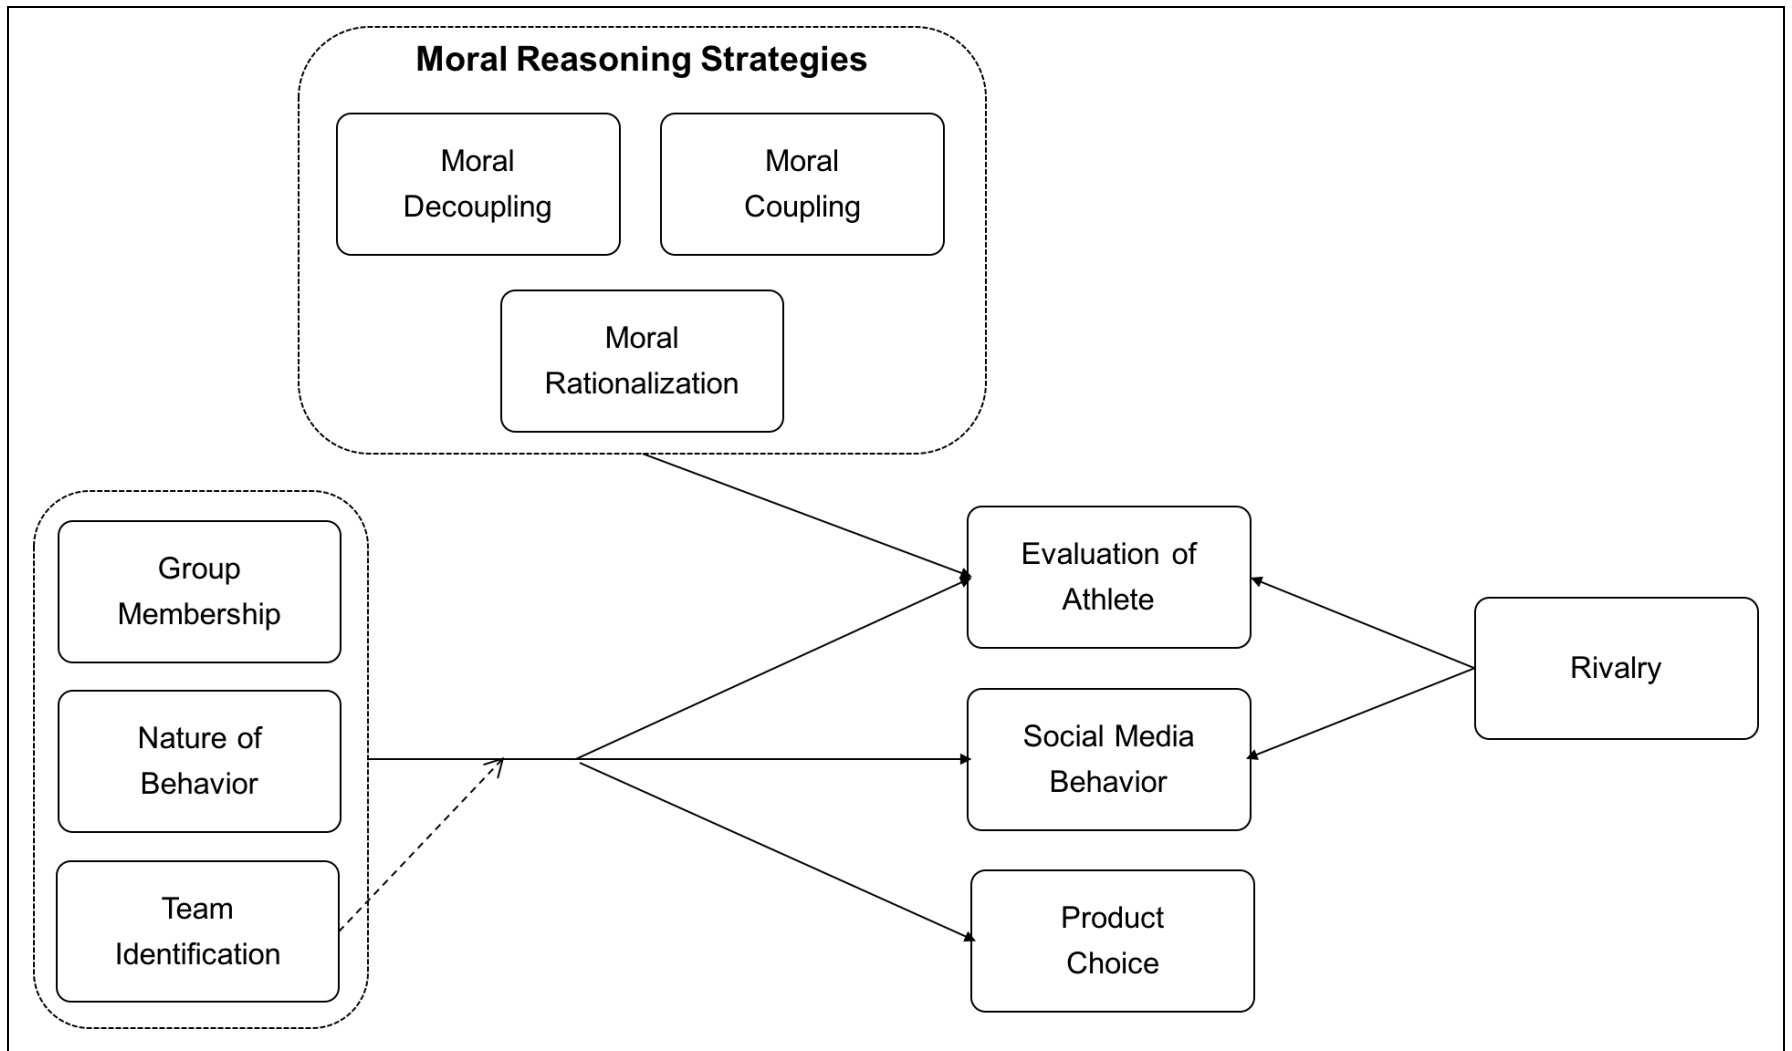 Moral Reasoning Strategies
Moral
Decoupling
Moral
Coupling
Moral
Rationalization
Group
Membership
Nature of
Behavior
Team
Identification
Evaluation of
Athlete
Social Media
Behavior
Product
Choice
Rivalry